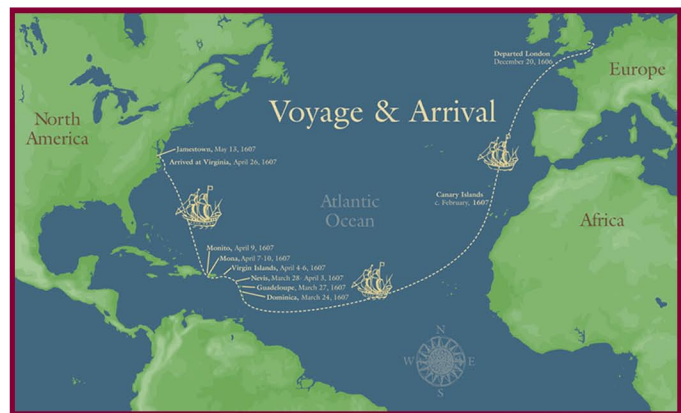 Departed London
December 20, 1606
Europe
North
America
Voyage & Arrival
Jamestown, May 13, 1607
Arrived at Virginia, April 26, 1607
Atlantic
Ocean
Canary Islands
c. February, 1607
Africa
Monito, April 9, 1607
Mona, April 7-10, 1607
Virgin Islands, April 4-6, 1607
Nevis, March 28- April 3, 1607
Guadeloupe, March 27, 1607
Dominica, March 24, 1607
N
W
E
S